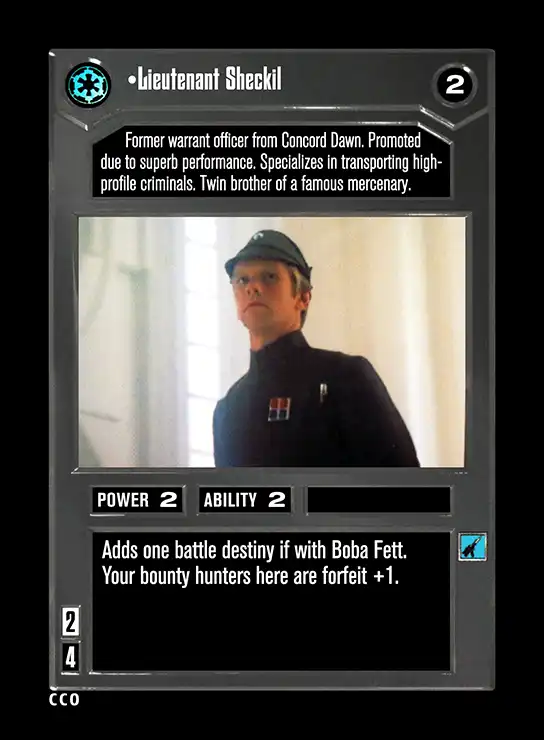 •Lieutenant Sheckil
2
Former warrant officer from Concord Dawn. Promoted
due to superb performance. Specializes in transporting high-
profile criminals. Twin brother of a famous mercenary.
POWER 2 ABILITY 2
Adds one battle destiny if with Boba Fett.
Your bounty hunters here are forfeit +1.
2
4
CCO